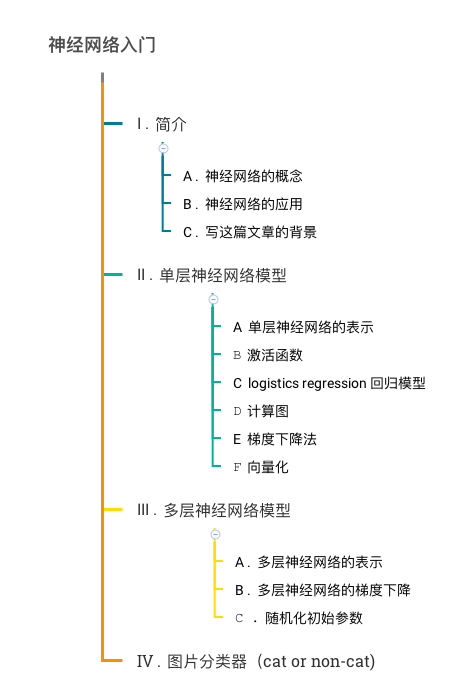 神经网络入门
I . 简介
A . 神经网络的概念
B . 神经网络的应用
C . 写这篇文章的背景
II . 单层神经网络模型
A 单层神经网络的表示
B 激活函数
C logistics regression 回归模型
D 计算图
E 梯度下降法
F 向量化
III . 多层神经网络模型
A . 多层神经网络的表示
B . 多层神经网络的梯度下降
C ． 随机化初始参数
IV . 图片分类器（cat or non-cat)